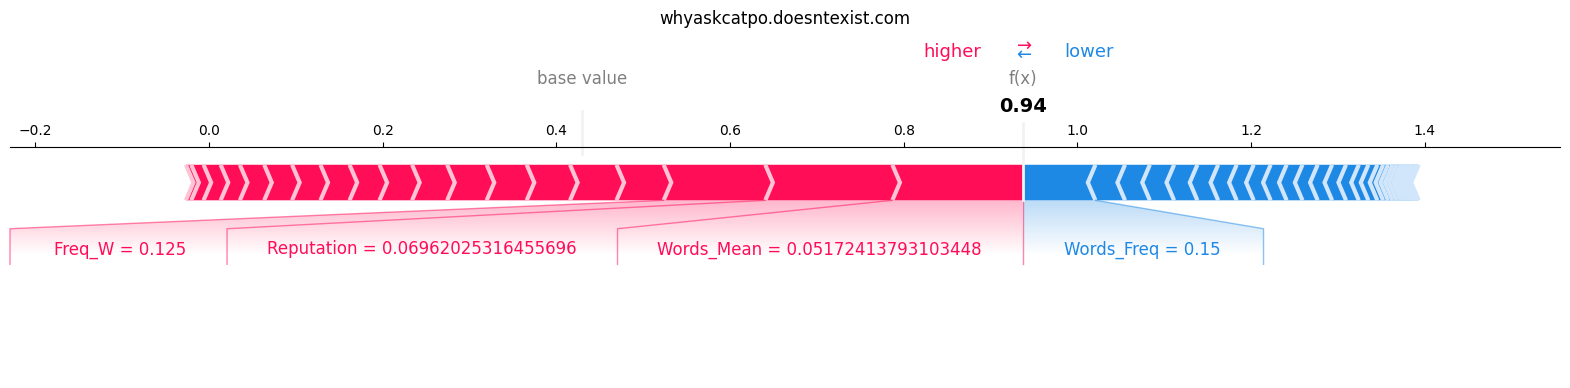 whyaskcatpo.doesntexist.com
higher → ← lower
base value f(x)
0.94
−0.2 0.0 0.2 0.4 0.6 0.8 1.0 1.2 1.4
Freq_W = 0.125 Reputation = 0.06962025316455696 Words_Mean = 0.05172413793103448 Words_Freq = 0.15